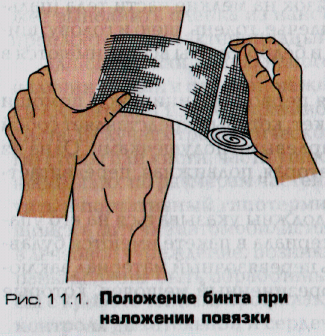 Рис. 11.1. Положение бинта при
наложении повязки